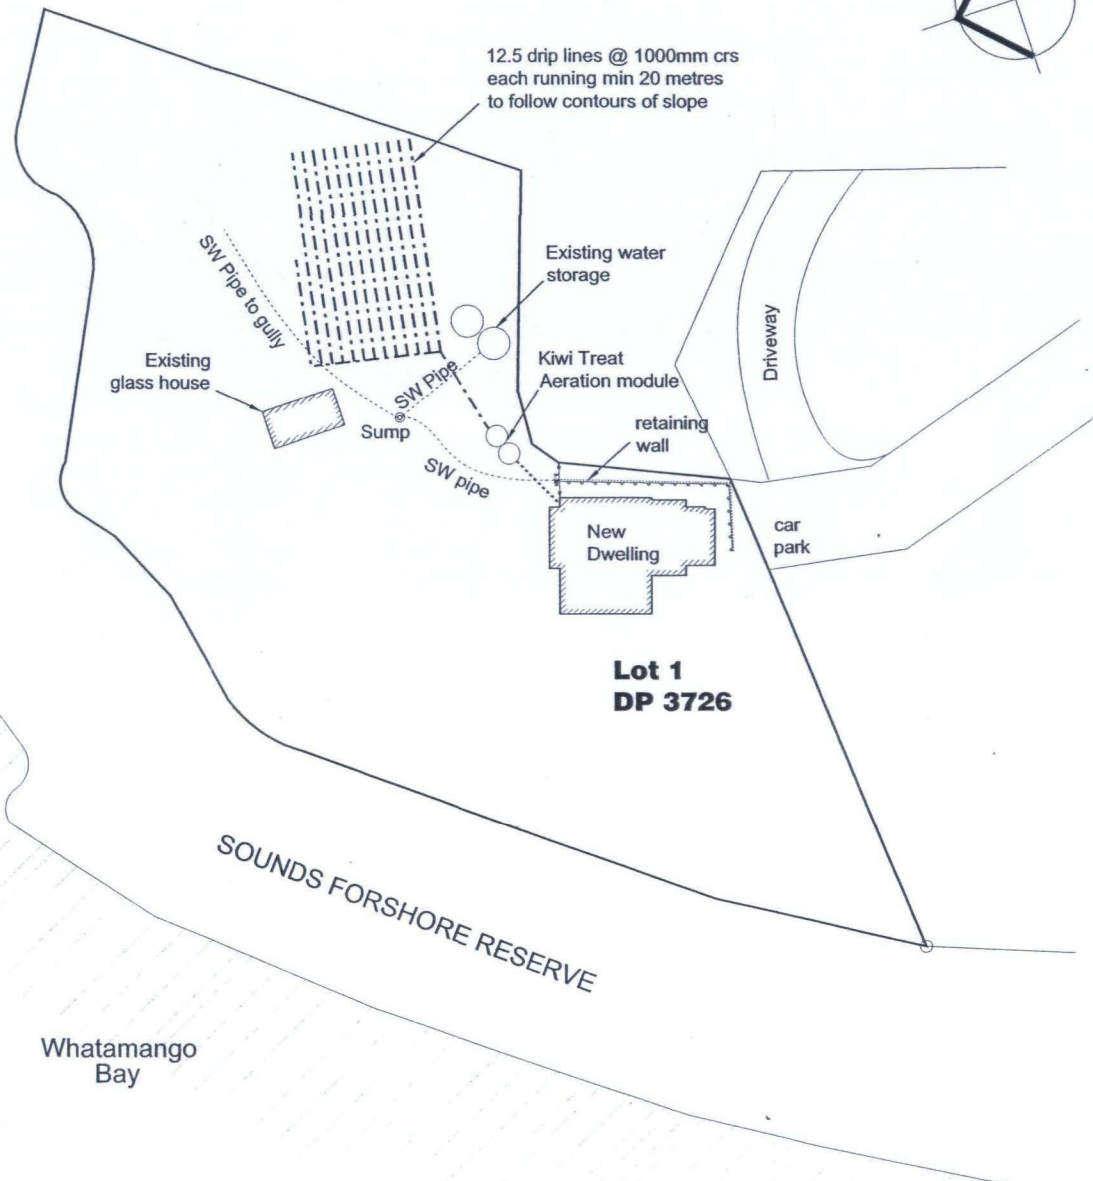 12.5 drip lines @ 1000mm crs
each running min 20 metres
to follow contours of slope
SW Pipe to gully
Existing water
storage
Driveway
Existing
glass house
SW Pipe
Kiwi Treat
Aeration module
Sump
retaining
wall
SW pipe
New
Dwelling
car
park
Lot 1
DP 3726
SOUNDS FORSHORE RESERVE
Whatamango
Bay